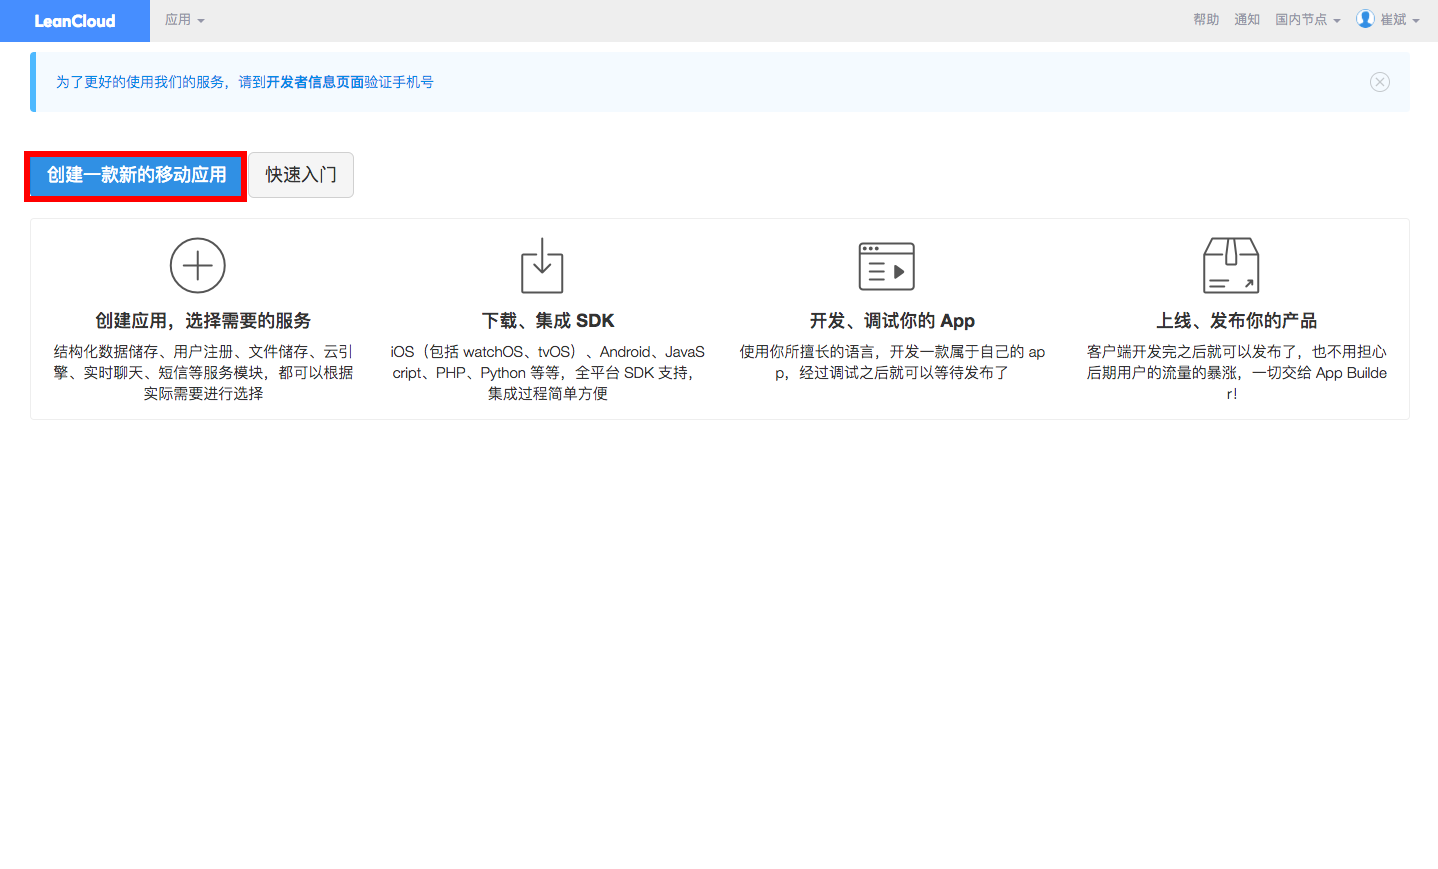 LeanCloud 应用 帮助 通知 国内节点 崔斌
为了更好的使用我们的服务，请到开发者信息页面验证手机号
创建一款新的移动应用 快速入门
创建应用，选择需要的服务
结构化数据储存、用户注册、文件储存、云引
擎、实时聊天、短信等服务模块，都可以根据
实际需要进行选择
下载、集成 SDK
iOS（包括 watchOS、tvOS）、Android、JavaS
cript、PHP、Python 等等，全平台 SDK 支持，
集成过程简单方便
开发、调试你的 App
使用你所擅长的语言，开发一款属于自己的 ap
p，经过调试之后就可以等待发布了
上线、发布你的产品
客户端开发完之后就可以发布了，也不用担心
后期用户的流量的暴涨，一切交给 App Builde
r！